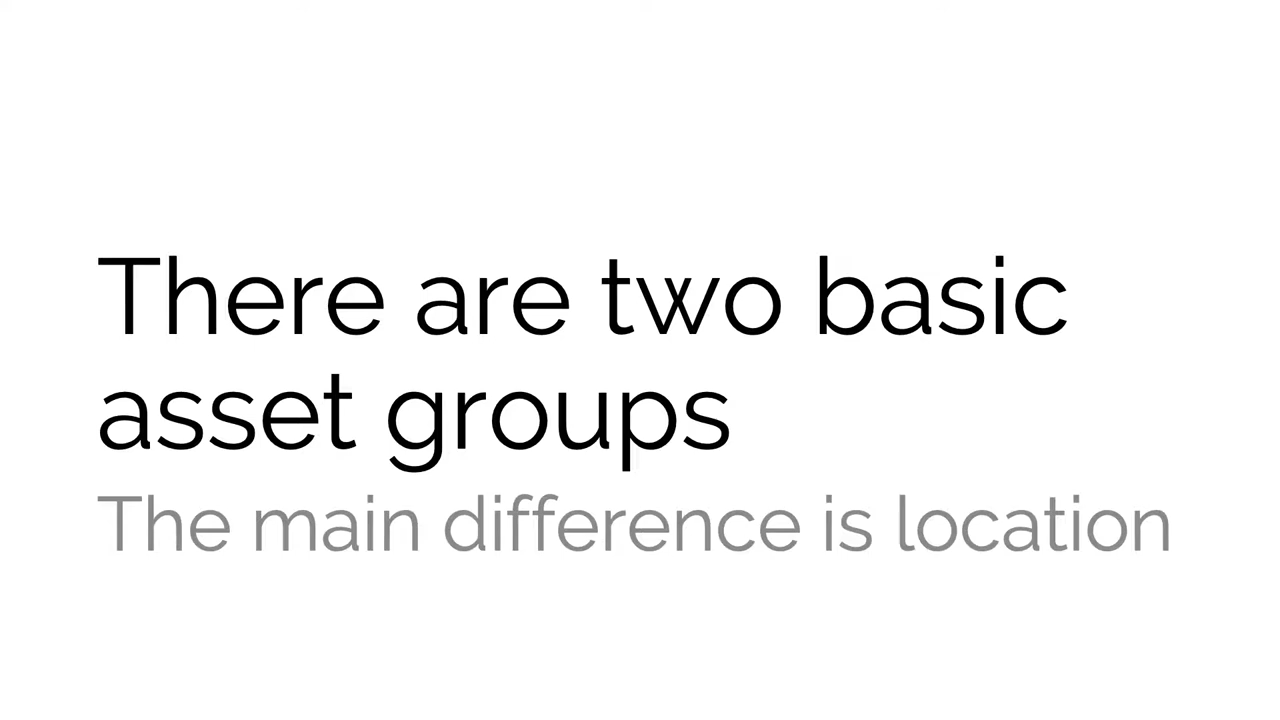 There are two basic
asset groups
The main difference is location